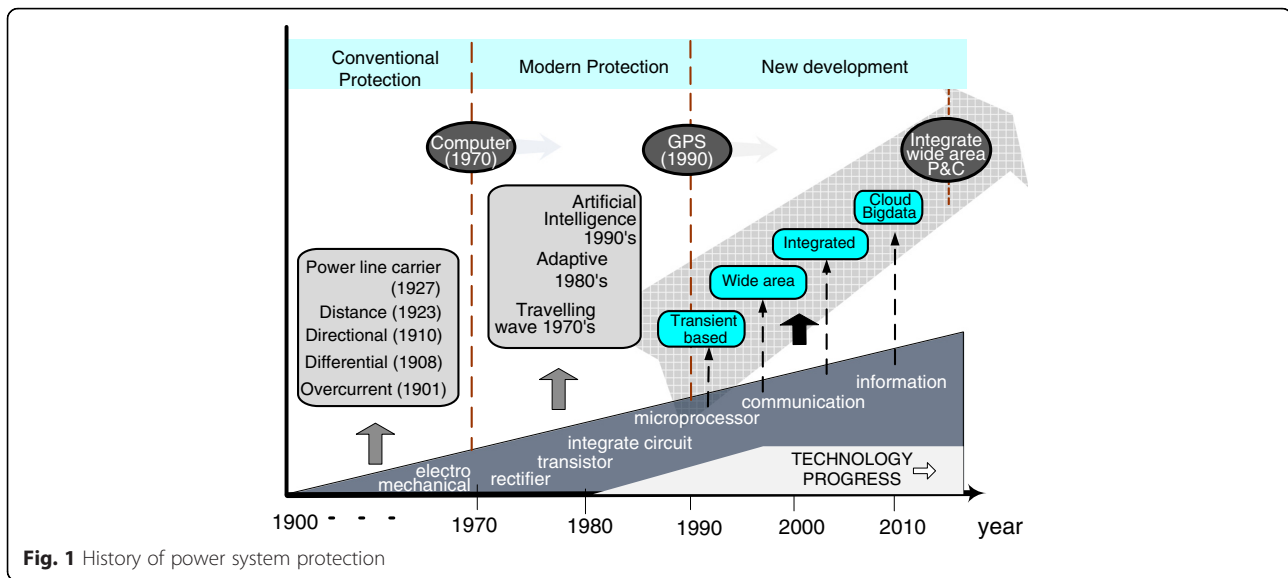 Conventional
Protection
Modern Protection
New development
Computer
(1970)
GPS
(1990)
Integrate
wide area
P&C
Artificial
Intelligence
1990's
Adaptive
1980's
Travelling
wave 1970's
Cloud
Bigdata
Integrated
Wide area
Transient
based
Power line carrier
(1927)
Distance (1923)
Directional (1910)
Differential (1908)
Overcurrent (1901)
information
communication
microprocessor
integrate circuit
transistor
rectifier
electro
mechanical
TECHNOLOGY
PROGRESS
1900 - - -
1970
1980
1990
2000
2010
year
Fig. 1 History of power system protection